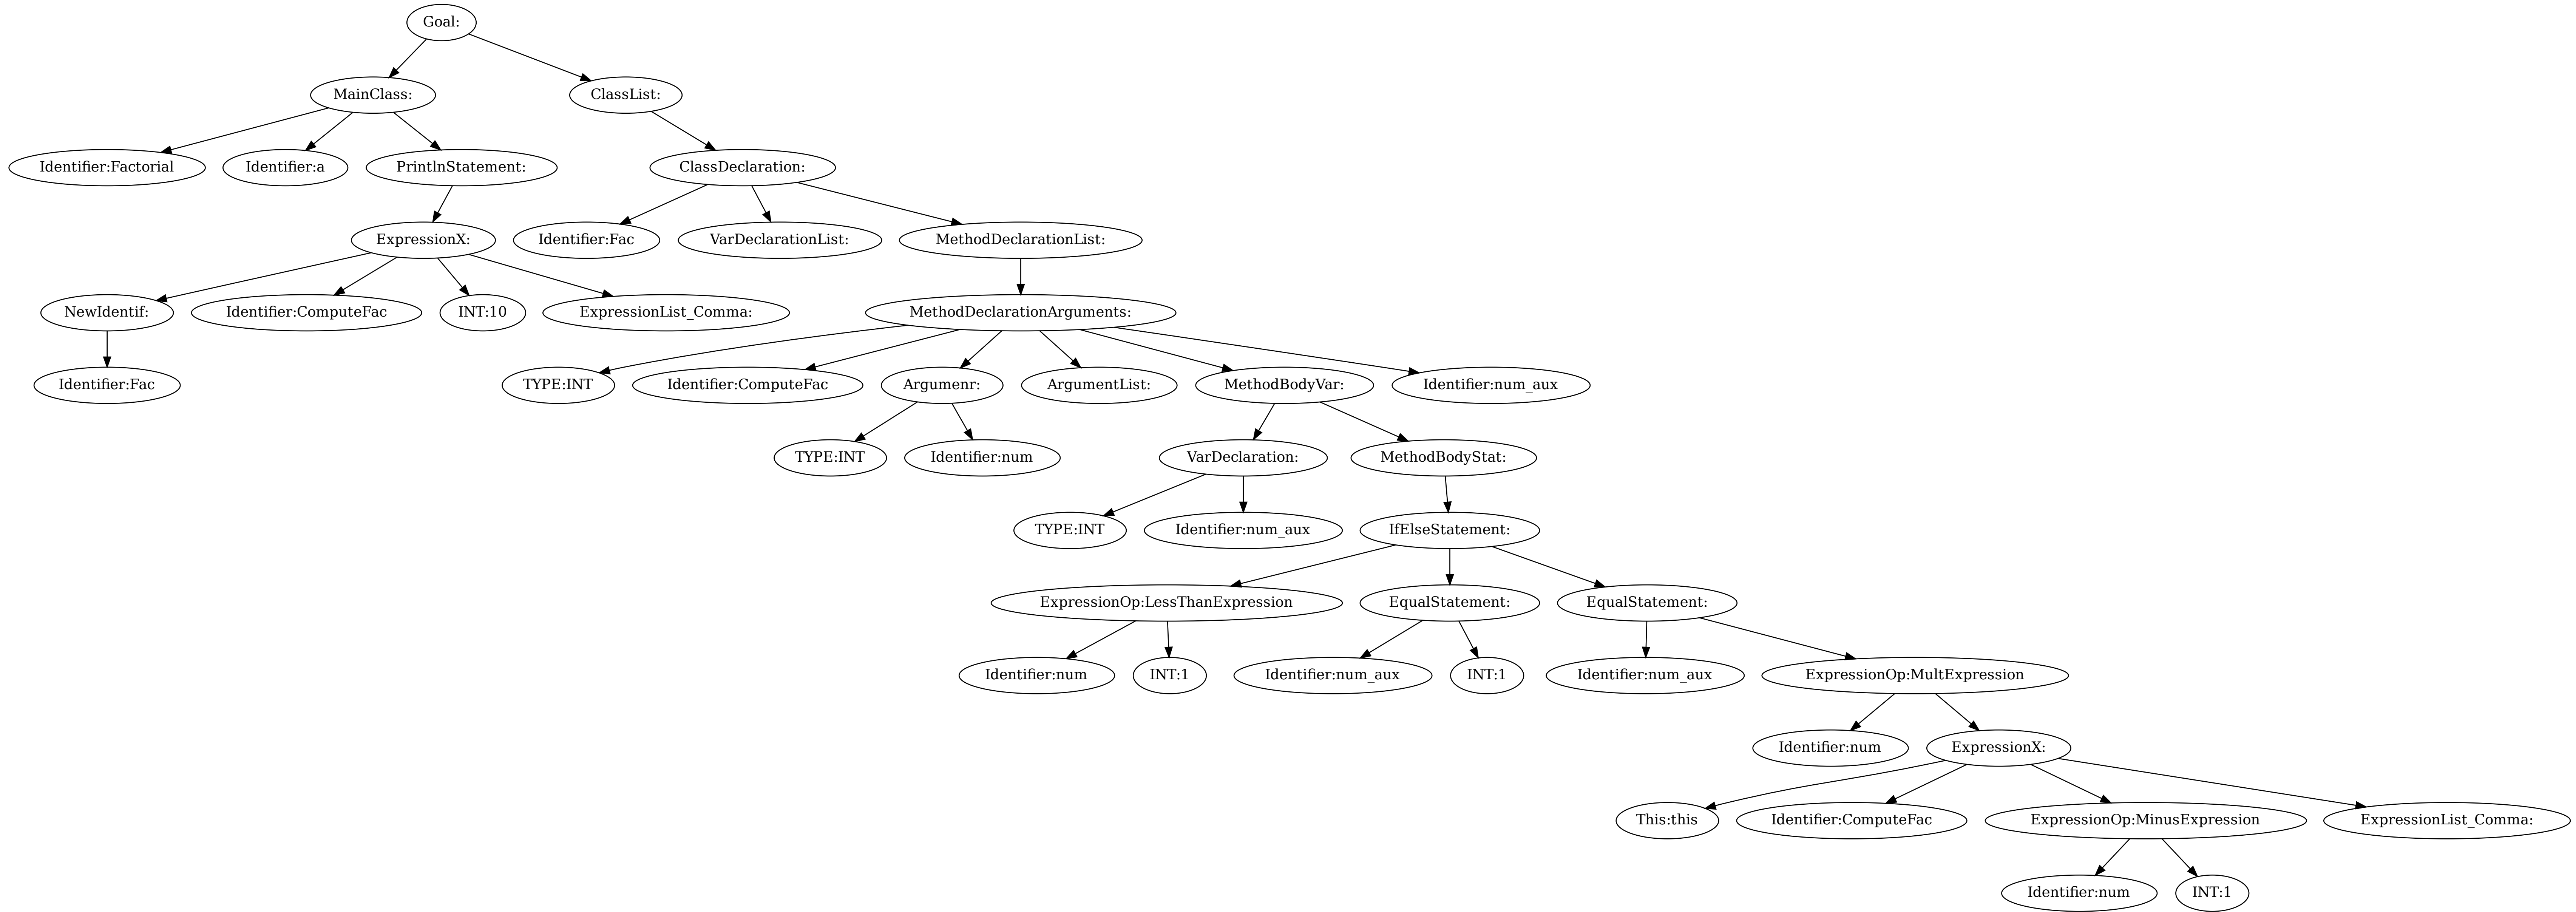 Goal:
MainClass:
ClassList:
Identifier:Factorial
Identifier:a
PrintlnStatement:
ClassDeclaration:
ExpressionX:
Identifier:Fac
VarDeclarationList:
MethodDeclarationList:
NewIdentif:
Identifier:ComputeFac
INT:10
ExpressionList_Comma:
MethodDeclarationArguments:
Identifier:Fac
TYPE:INT
Identifier:ComputeFac
Argumenr:
ArgumentList:
MethodBodyVar:
Identifier:num_aux
TYPE:INT
Identifier:num
VarDeclaration:
MethodBodyStat:
TYPE:INT
Identifier:num_aux
IfElseStatement:
ExpressionOp:LessThanExpression
EqualStatement:
EqualStatement:
Identifier:num
INT:1
Identifier:num_aux
INT:1
Identifier:num_aux
ExpressionOp:MultExpression
Identifier:num
ExpressionX:
This:this
Identifier:ComputeFac
ExpressionOp:MinusExpression
ExpressionList_Comma:
Identifier:num
INT:1